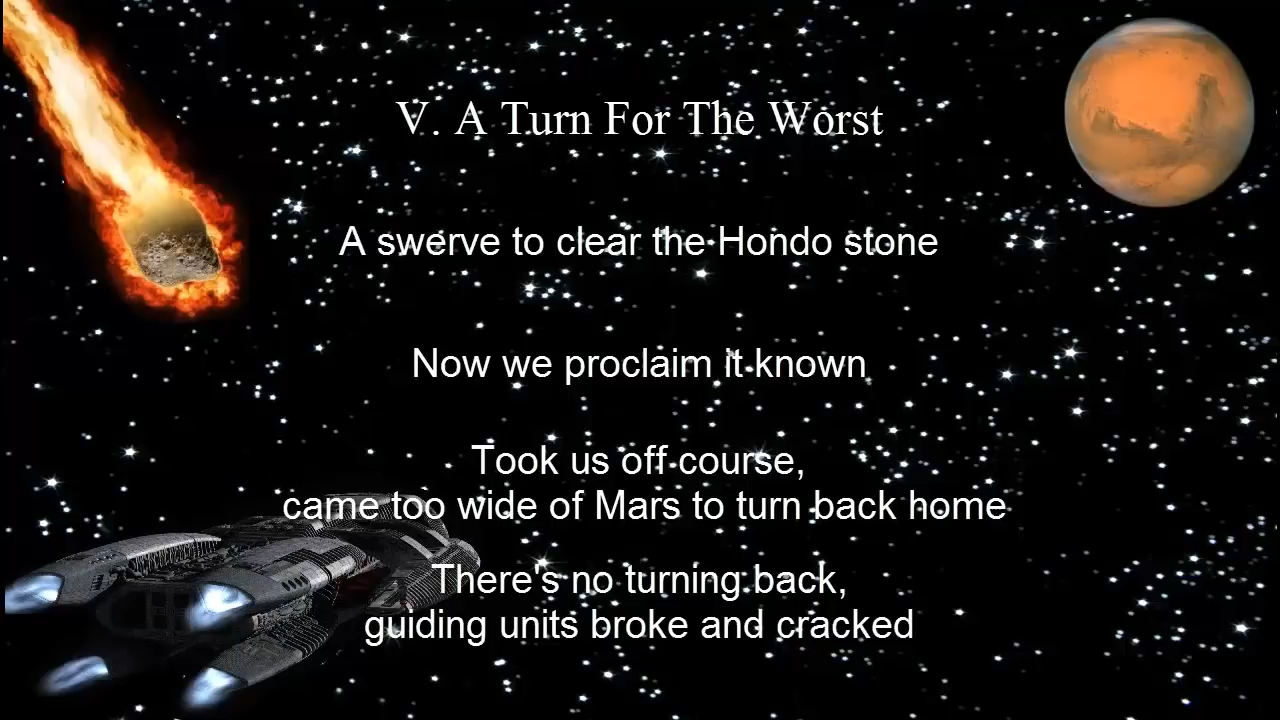 V. A Turn For The Worst
A swerve to clear the Hondo stone
Now we proclaim it known
Took us off course,
came too wide of Mars to turn back home
There's no turning back,
guiding units broke and cracked